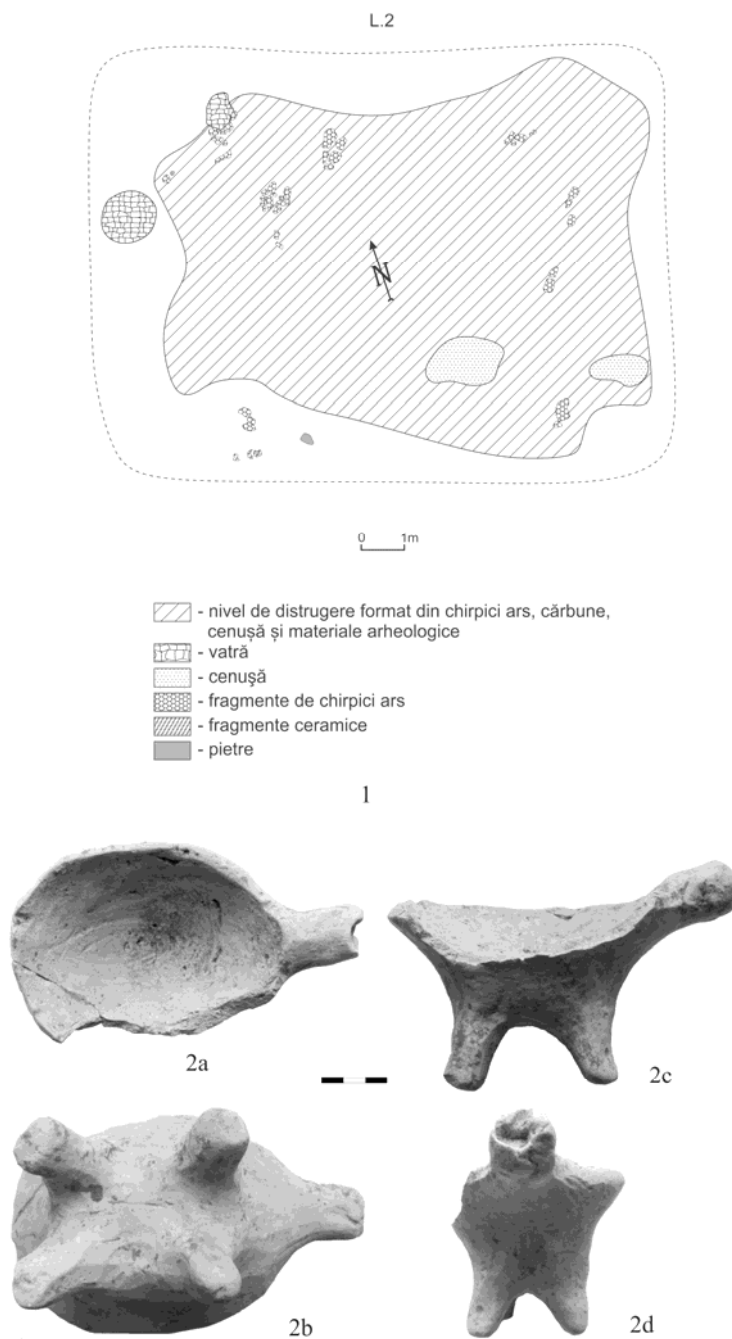 L.2
N
0 1m
- nivel de distrugere format din chirpici ars, cărbune,
cenușă și materiale arheologice
- vatră
- cenuşă
- fragmente de chirpici ars
- fragmente ceramice
- pietre
1
2a
2c
2b
2d